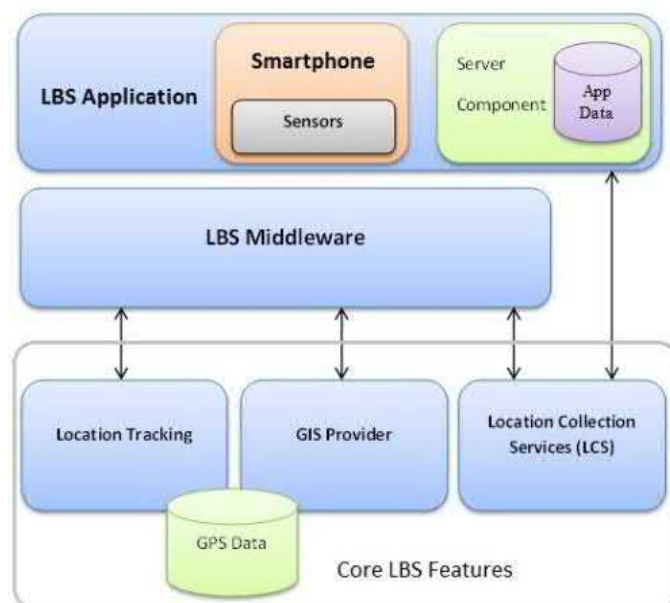 LBS Application
Smartphone
Sensors
Server
Component
App
Data
LBS Middleware
Location Tracking
GIS Provider
Location Collection
Services (LCS)
GPS Data
Core LBS Features